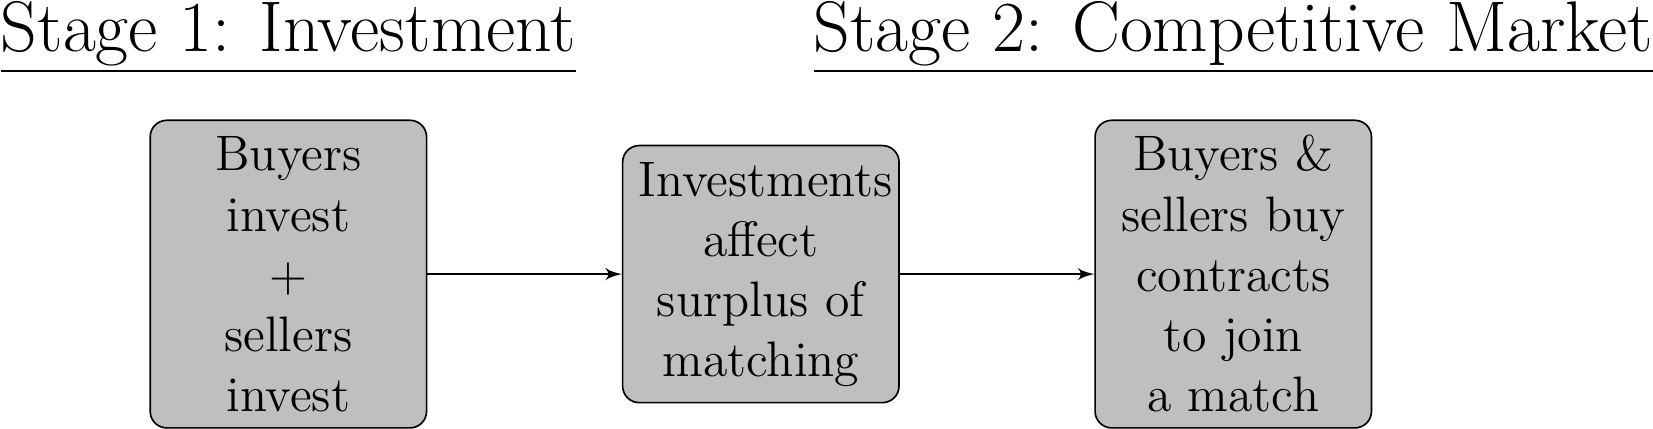 Stage 1: Investment
Stage 2: Competitive Market
Buyers
invest
+
sellers
invest
Investments
affect
surplus of
matching
Buyers &
sellers buy
contracts
to join
a match